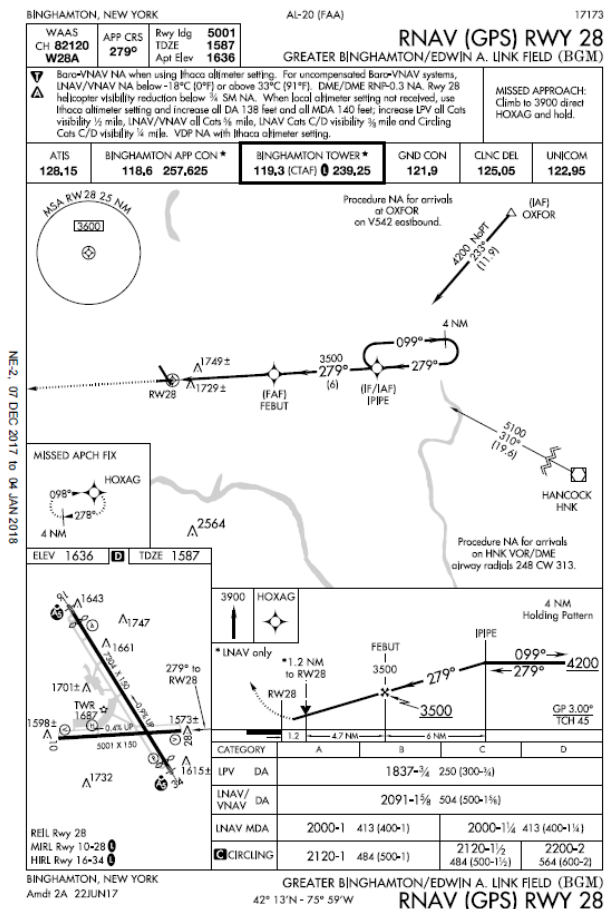 BINGHAMTON, NEW YORK AL-20 (FAA) 17173
WAAS
CH 82120
W28A
APP CRS
279°
Rwy ldg 5001
TDZE 1587
Apt Elev 1636
RNAV (GPS) RWY 28
GREATER BINGHAMTON/EDWIN A. LINK FIELD (BGM)
T
A
Baro-VNAV NA when using Ithaca altimeter setting. For uncompensated Baro-VNAV systems,
LNAV/VNAV NA below -18°C (0°F) or above 33°C (91°F). DME/DME RNP-0.3 NA. Rwy 28
helicopter visibility reduction below ¾ SM NA. When local altimeter setting not received, use
Ithaca altimeter setting and increase all DA 138 feet and all MDA 140 feet; increase LPV all Cats
visibility ½ mile, LNAV/VNAV all Cats ⅝ mile, LNAV Cats C/D visibility ⅜ mile and Circling
Cats C/D visibility ¼ mile. VDP NA with Ithaca altimeter setting.
MISSED APPROACH:
Climb to 3900 direct
HOXAG and hold.
ATIS
128.15
BINGHAMTON APP CON*
118.6 257.625
BINGHAMTON TOWER*
119.3 (CTAF) L 239.25
GND CON
121.9
CLNC DEL
125.05
UNICOM
122.95
MSA RW28 25 NM
3600
Procedure NA for arrivals
at OXFOR
on V542 eastbound.
(IAF)
OXFOR
4200 NoPT
233°
(11.9)
4 NM
099°
279°
1749±
1729±
RW28
3500
279°
(6)
(FAF)
FEBUT
(IF/IAF)
IPIPE
5100
310°
(19.6)
HANCOCK
HNK
MISSED APCH FIX
HOXAG
098°
278°
4 NM
2564
Procedure NA for arrivals
on HNK VOR/DME
airway radials 248 CW 313.
NE-2, 07 DEC 2017 to 04 JAN 2018
ELEV 1636 D TDZE 1587
16
1643
A5
1747
1661
7304 X 150
0.9% UP
279° to
RW28
1701±
TWR
1687
1598±
0.4% UP
1573±
10
5001 X 150
28
1615±
34
A5
1732
REIL Rwy 28
MIRL Rwy 10-28 L
HIRL Rwy 16-34 L
3900
HOXAG
4 NM
Holding Pattern
*LNAV only
*1.2 NM
to RW28
RW28
FEBUT
3500
IPIPE
279°
099°
279°
4200
3500
GP 3.00°
TCH 45
1.2 4.7 NM 6 NM
CATEGORY A B C D
LPV DA 1837-¾ 250 (300-¾)
LNAV/
VNAV DA 2091-1⅝ 504 (500-1⅝)
LNAV MDA 2000-1 413 (400-1) 2000-1¼ 413 (400-1¼)
C CIRCLING 2120-1 484 (500-1) 2120-1½
484 (500-1½) 2200-2
564 (600-2)
BINGHAMTON, NEW YORK
Amdt 2A 22JUN17
42° 13'N - 75° 59'W
GREATER BINGHAMTON/EDWIN A. LINK FIELD (BGM)
RNAV (GPS) RWY 28